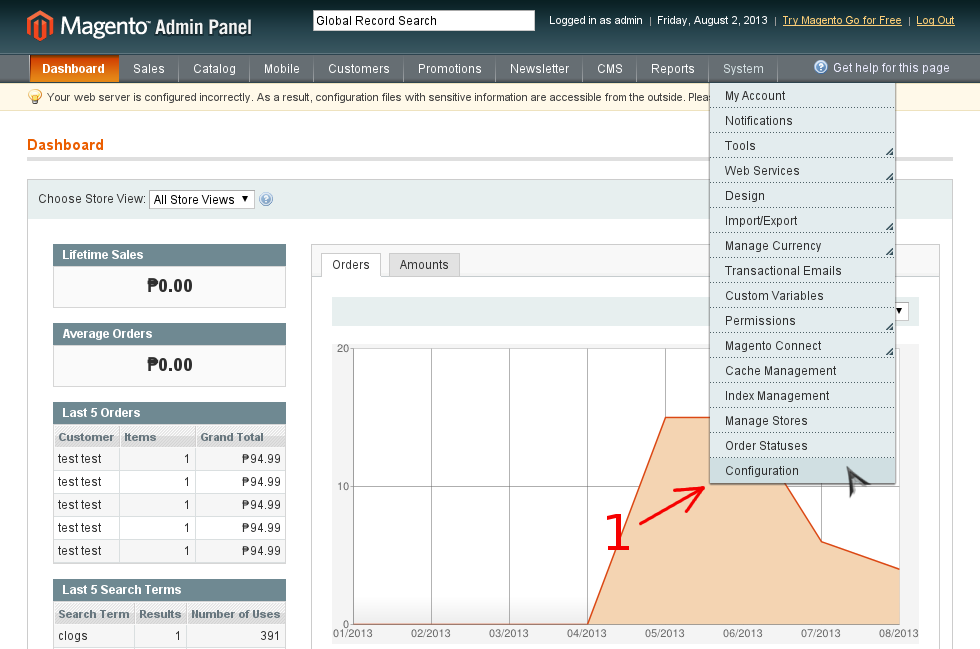 Magento™ Admin Panel
Global Record Search
Logged in as admin | Friday, August 2, 2013 | Try Magento Go for Free | Log Out
Dashboard Sales Catalog Mobile Customers Promotions Newsletter CMS Reports System Get help for this page
Your web server is configured incorrectly. As a result, configuration files with sensitive information are accessible from the outside.
My Account
Notifications
Tools
Web Services
Design
Import/Export
Manage Currency
Transactional Emails
Custom Variables
Permissions
Magento Connect
Cache Management
Index Management
Manage Stores
Order Statuses
Configuration
Dashboard
Choose Store View: All Store Views
Lifetime Sales
₱0.00
Average Orders
₱0.00
Last 5 Orders
Customer Items Grand Total
test test 1 ₱94.99
test test 1 ₱94.99
test test 1 ₱94.99
test test 1 ₱94.99
test test 1 ₱94.99
Last 5 Search Terms
Search Term Results Number of Uses
clogs 1 391
Orders Amounts
20
10
0
01/2013 02/2013 03/2013 04/2013 05/2013 06/2013 07/2013 08/2013
1